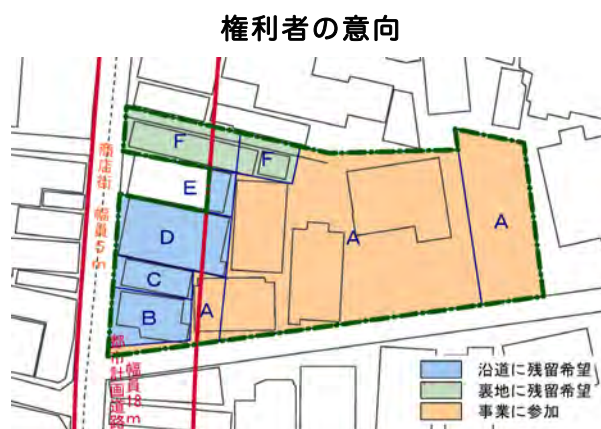 権利者の意向
F
F
E
D
C
B
A
A
A
商店街 幅員5m
都市計画道路
幅員18m
沿道に残留希望
裏地に残留希望
事業に参加